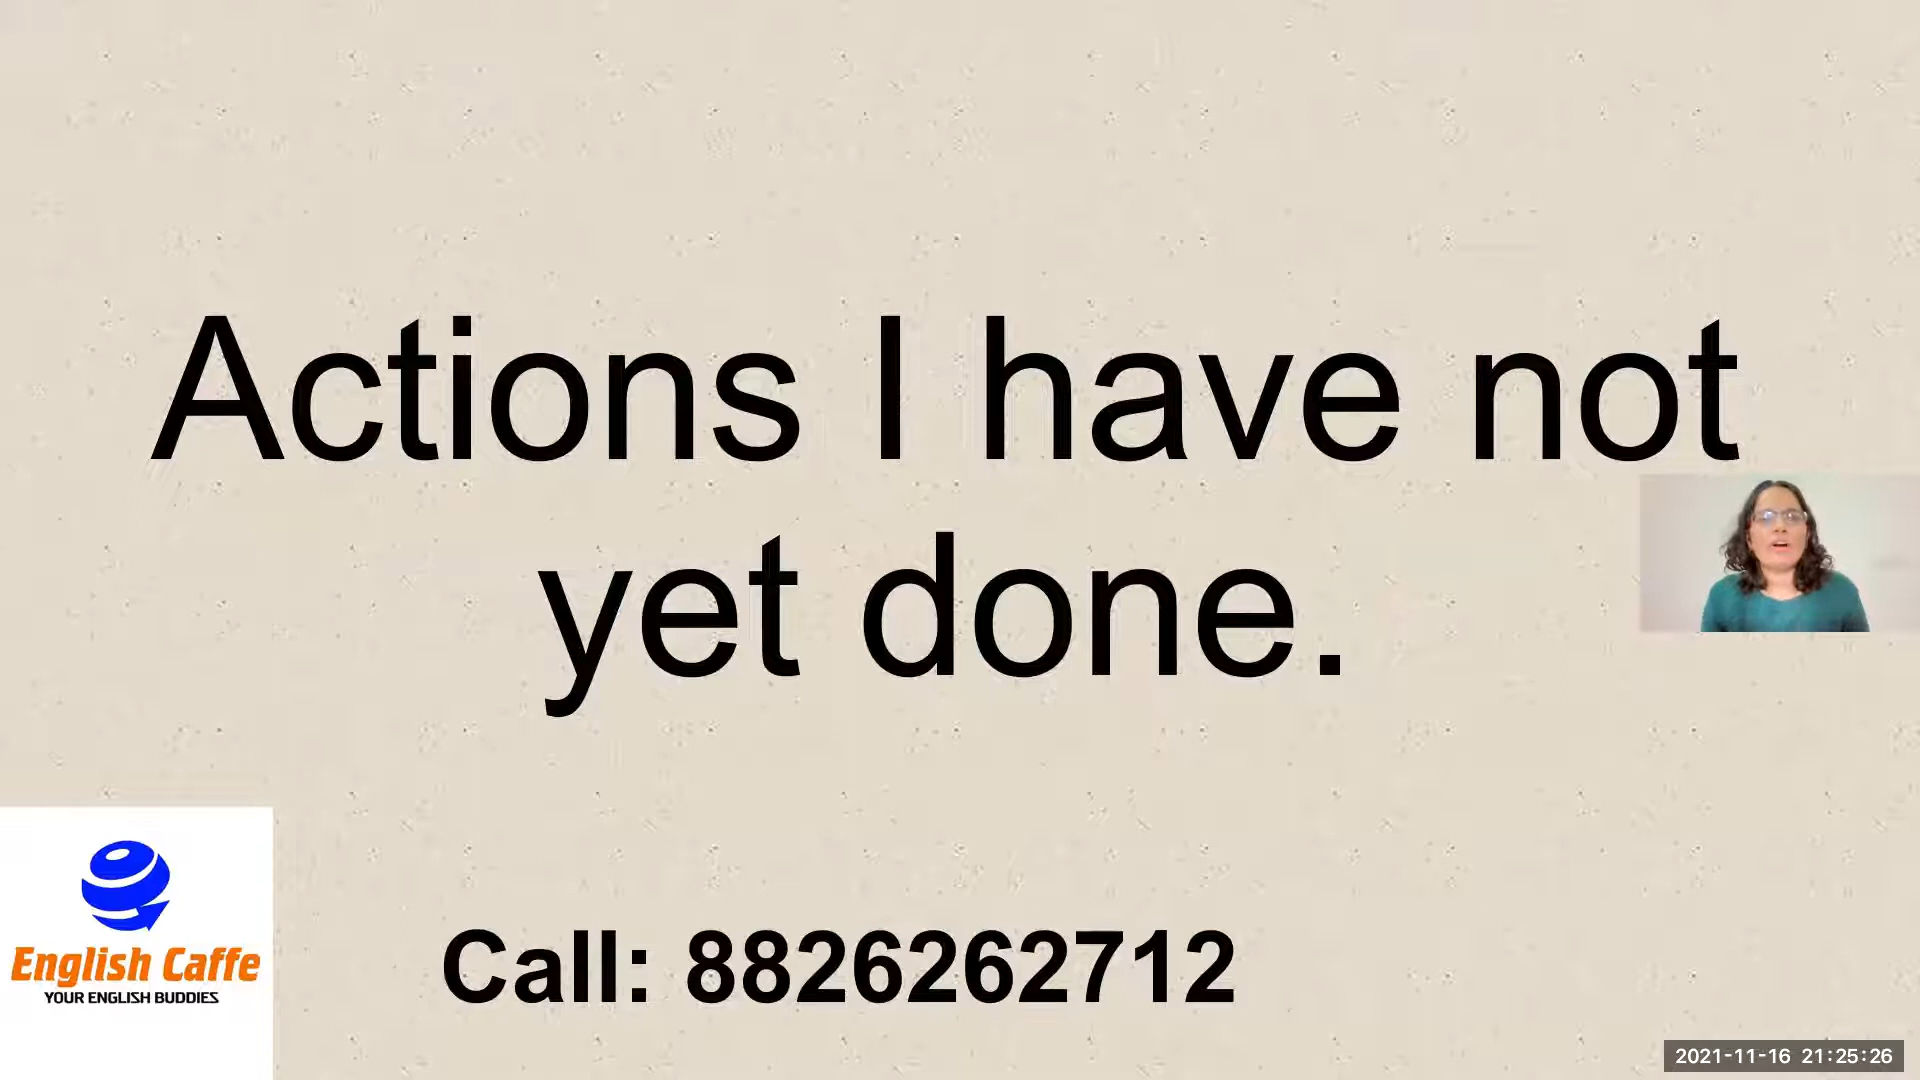 Actions I have not
yet done.
English Caffe
YOUR ENGLISH BUDDIES
Call: 8826262712
2021-11-16 21:25:26